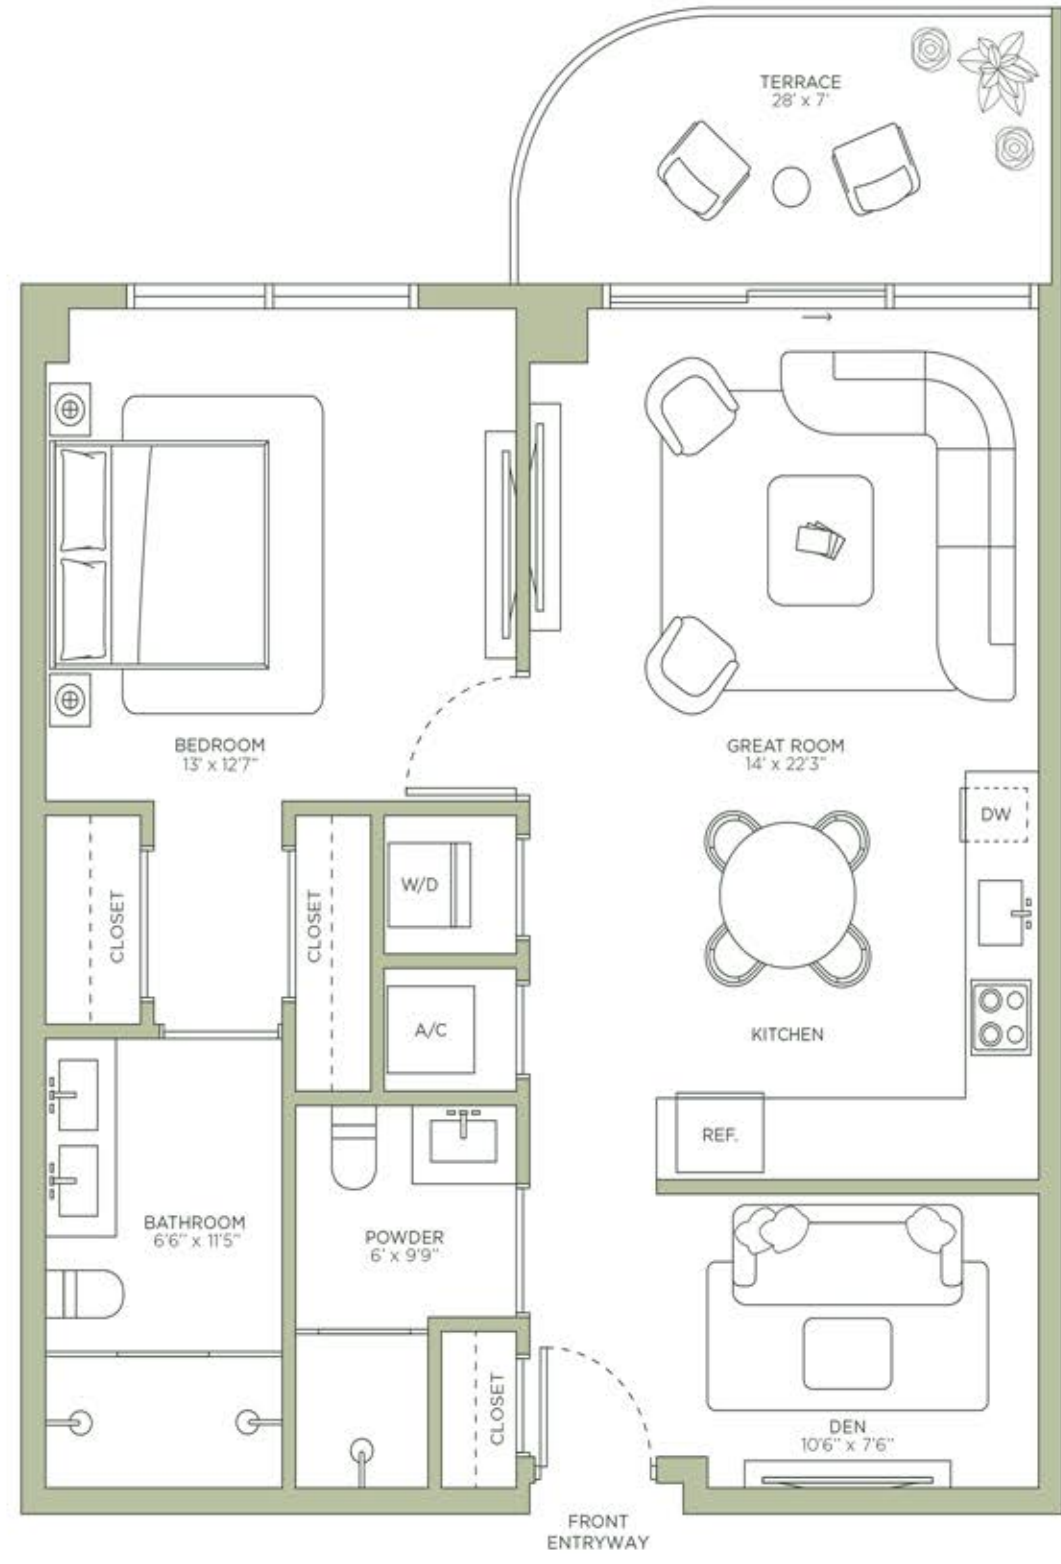 TERRACE
28' x 7'
BEDROOM
13' x 12'7"
GREAT ROOM
14' x 22'3"
DW
W/D
CLOSET
CLOSET
A/C
KITCHEN
REF.
BATHROOM
6'6" x 11'5"
POWDER
6' x 9'9"
CLOSET
DEN
10'6" x 7'6"
FRONT
ENTRYWAY